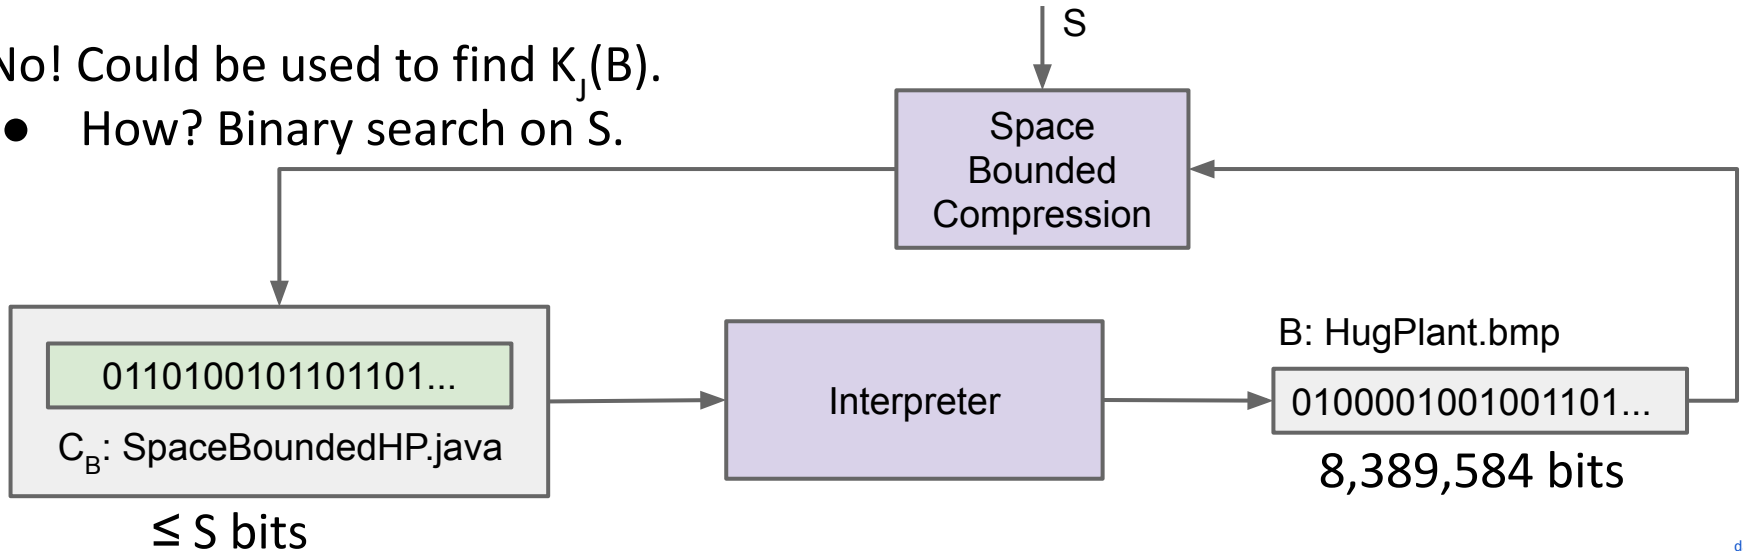 No! Could be used to find K_J(B).
● How? Binary search on S.
S
Space
Bounded
Compression
0110100101101101...
C_B: SpaceBoundedHP.java
≤ S bits
Interpreter
B: HugPlant.bmp
0100001001001101...
8,389,584 bits
d